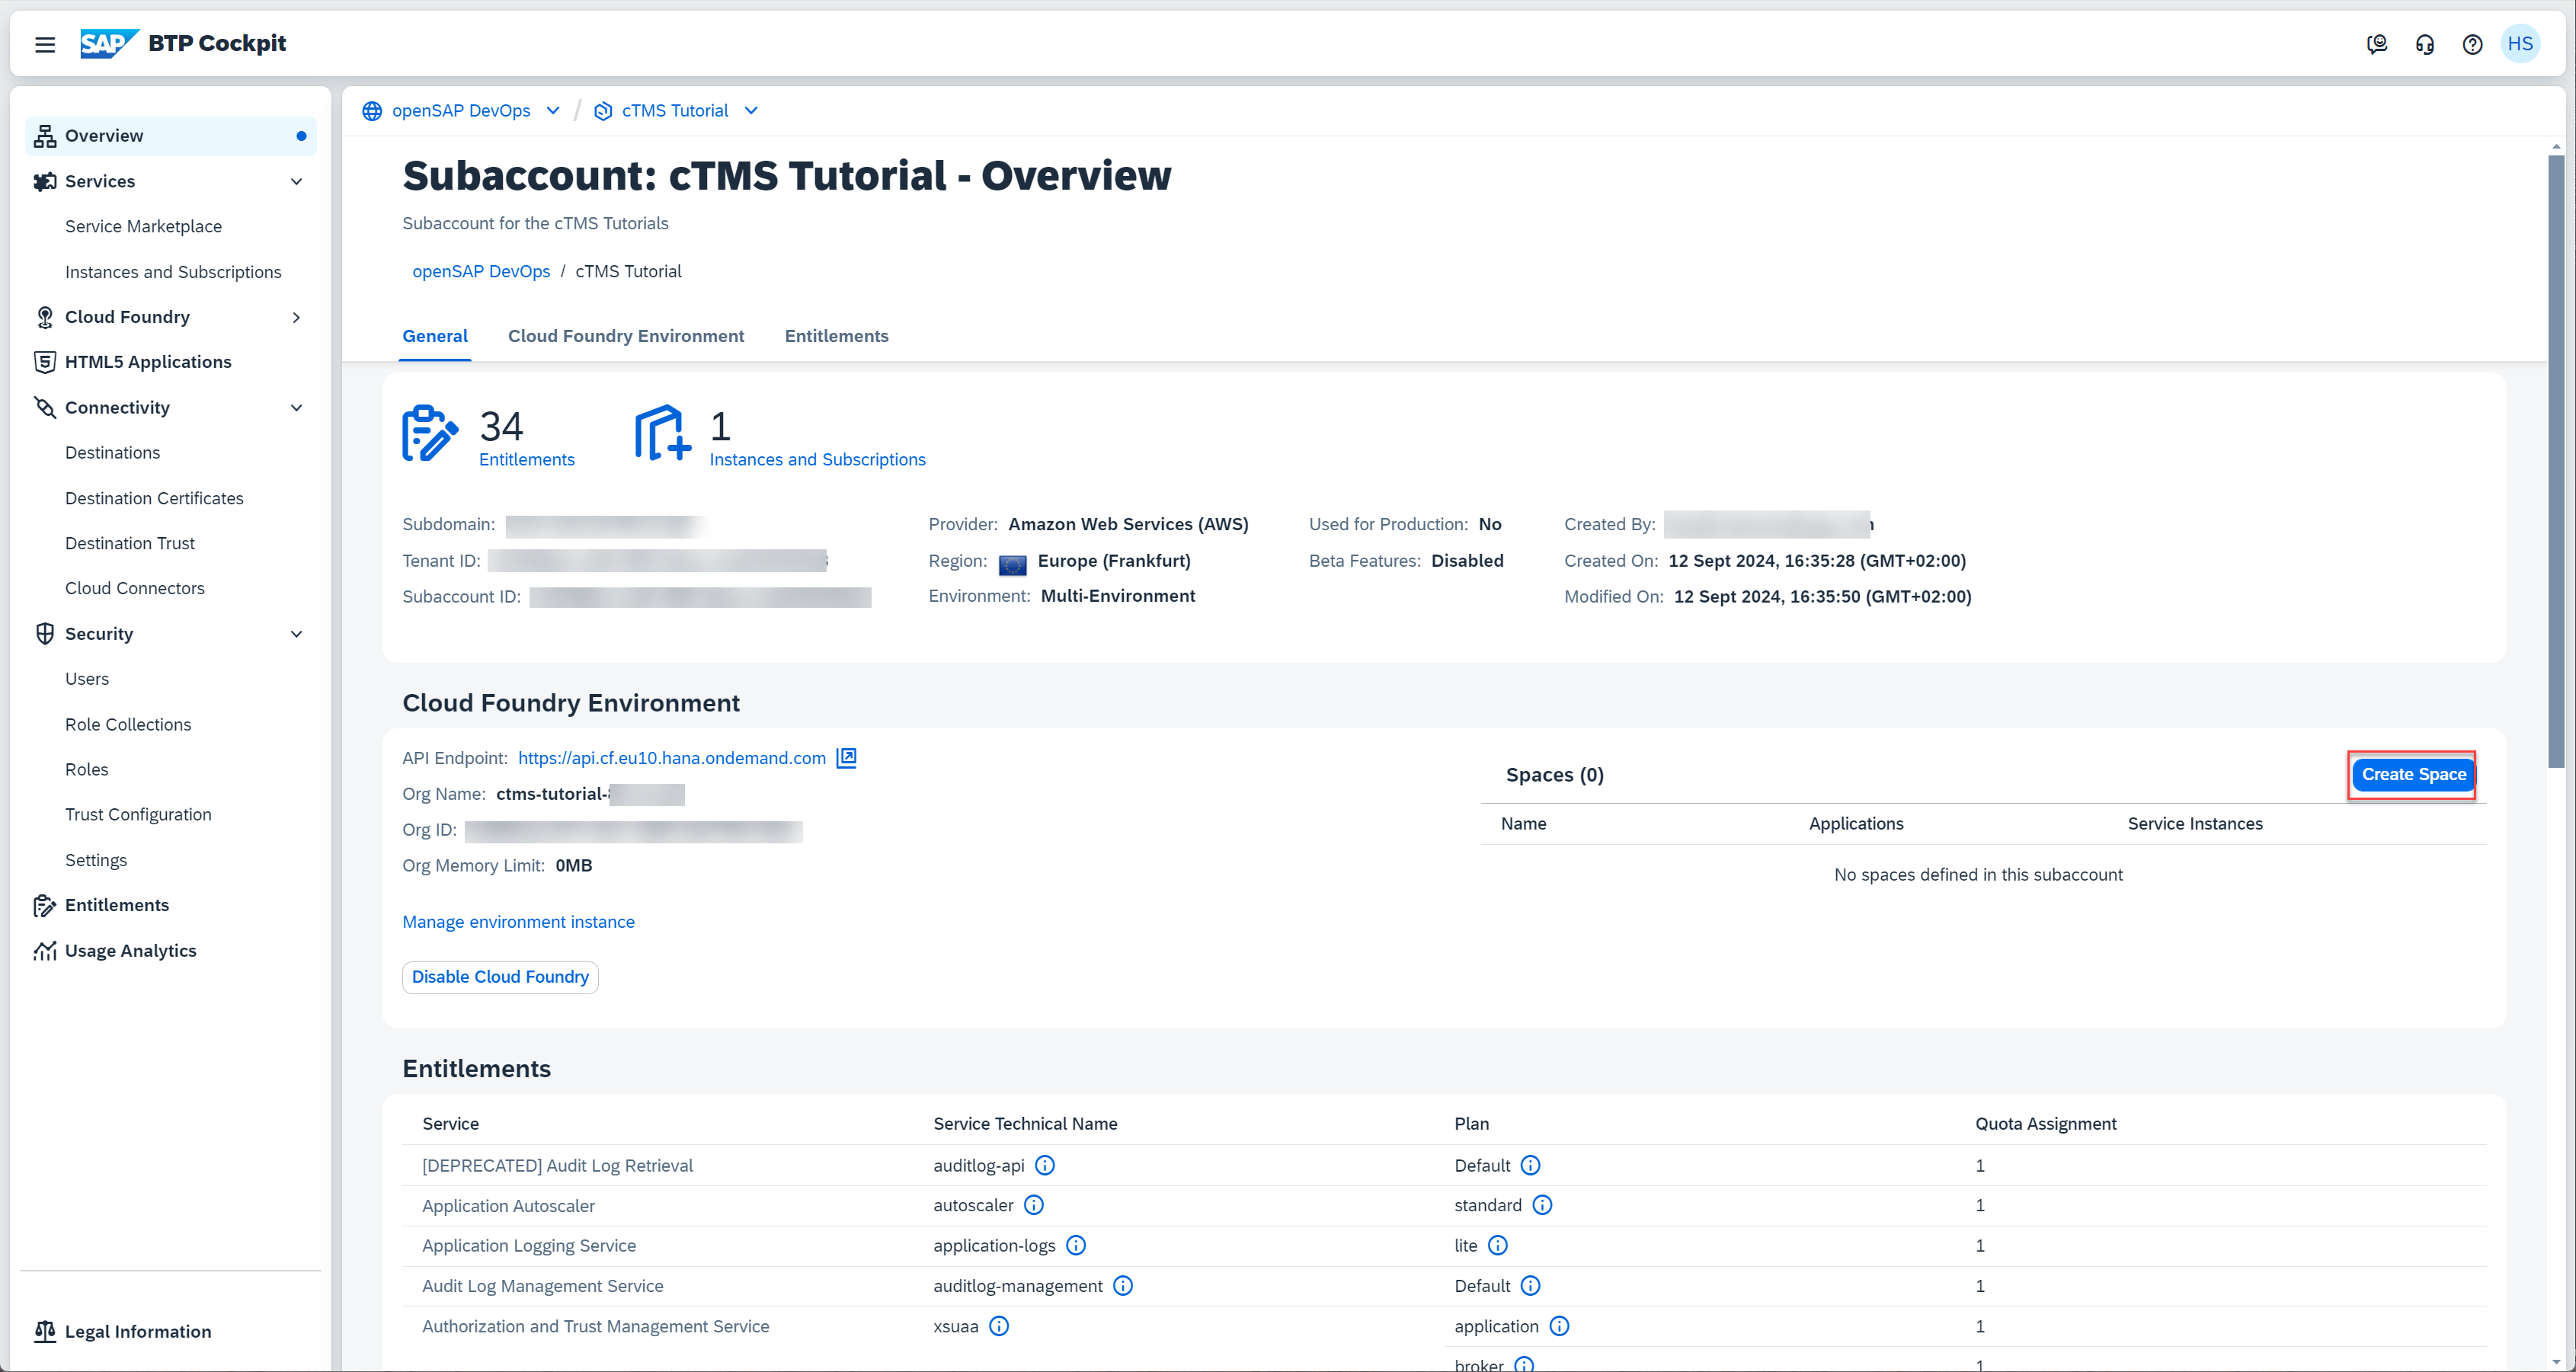 SAP BTP Cockpit
HS
Overview
Services
Service Marketplace
Instances and Subscriptions
Cloud Foundry
HTML5 Applications
Connectivity
Destinations
Destination Certificates
Destination Trust
Cloud Connectors
Security
Users
Role Collections
Roles
Trust Configuration
Settings
Entitlements
Usage Analytics
Legal Information
openSAP DevOps / cTMS Tutorial
Subaccount: cTMS Tutorial - Overview
Subaccount for the cTMS Tutorials
openSAP DevOps / cTMS Tutorial
General Cloud Foundry Environment Entitlements
34
Entitlements
1
Instances and Subscriptions
Subdomain:
Tenant ID:
Subaccount ID:
Provider: Amazon Web Services (AWS)
Region: Europe (Frankfurt)
Environment: Multi-Environment
Used for Production: No
Beta Features: Disabled
Created By:
Created On: 12 Sept 2024, 16:35:28 (GMT+02:00)
Modified On: 12 Sept 2024, 16:35:50 (GMT+02:00)
Cloud Foundry Environment
API Endpoint: https://api.cf.eu10.hana.ondemand.com
Org Name: ctms-tutorial-
Org ID:
Org Memory Limit: 0MB
Manage environment instance
Disable Cloud Foundry
Spaces (0) Create Space
Name Applications Service Instances
No spaces defined in this subaccount
Entitlements
Service Service Technical Name Plan Quota Assignment
[DEPRECATED] Audit Log Retrieval auditlog-api Default 1
Application Autoscaler autoscaler standard 1
Application Logging Service application-logs lite 1
Audit Log Management Service auditlog-management Default 1
Authorization and Trust Management Service xsuaa application 1
broker 1